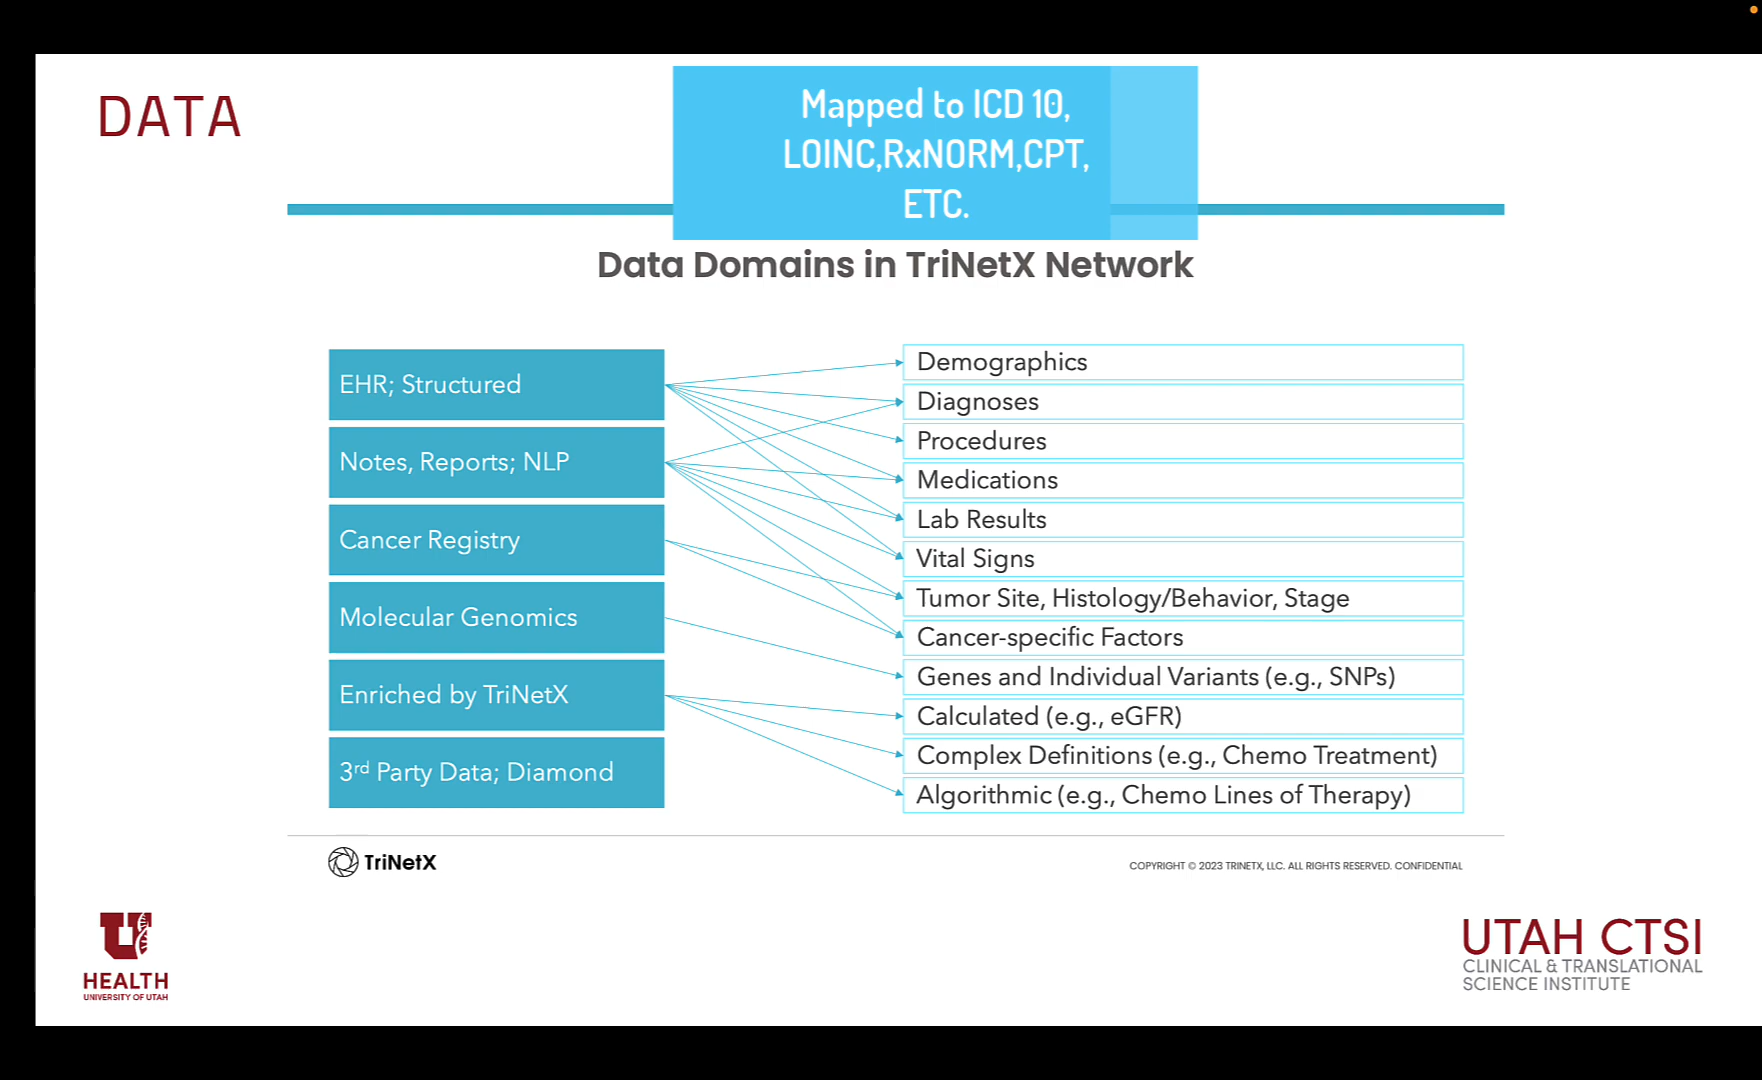 DATA
Mapped to ICD 10,
LOINC,RxNORM,CPT,
ETC.
Data Domains in TriNetX Network
EHR; Structured
Notes, Reports; NLP
Cancer Registry
Molecular Genomics
Enriched by TriNetX
3rd Party Data; Diamond
Demographics
Diagnoses
Procedures
Medications
Lab Results
Vital Signs
Tumor Site, Histology/Behavior, Stage
Cancer-specific Factors
Genes and Individual Variants (e.g., SNPs)
Calculated (e.g., eGFR)
Complex Definitions (e.g., Chemo Treatment)
Algorithmic (e.g., Chemo Lines of Therapy)
TriNetX
COPYRIGHT © 2023 TRINETX, LLC. ALL RIGHTS RESERVED. CONFIDENTIAL
U
HEALTH
UNIVERSITY OF UTAH
UTAH CTSI
CLINICAL & TRANSLATIONAL
SCIENCE INSTITUTE